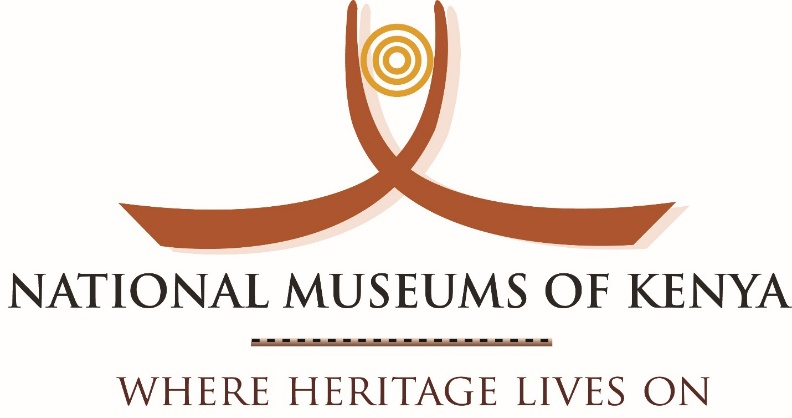 NATIONAL MUSEUMS OF KENYA
WHERE HERITAGE LIVES ON